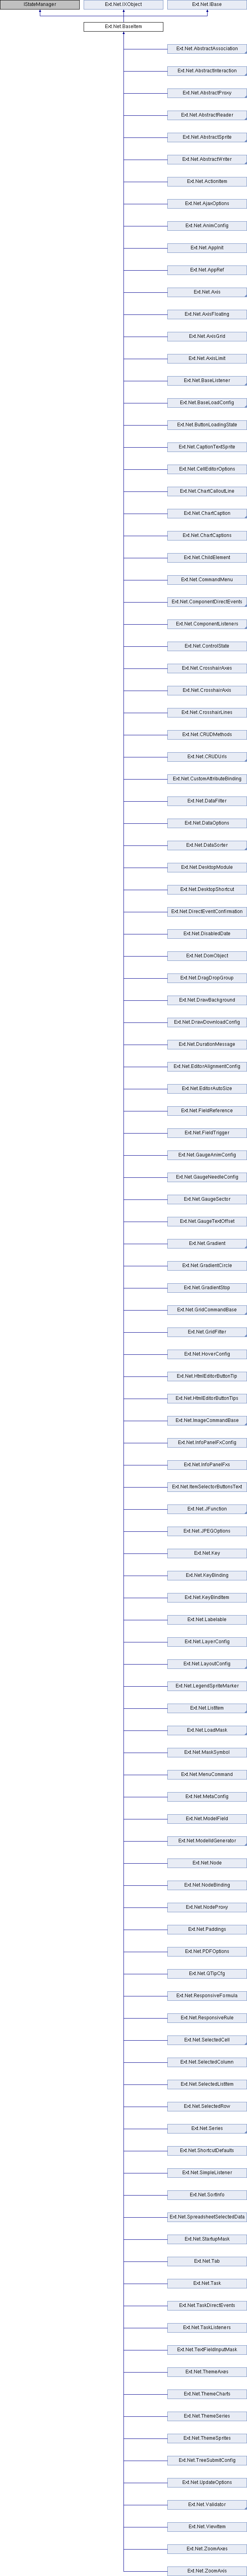 IStateManager
Ext.Net.IXObject
Ext.Net.IBase
Ext.Net.BaseItem
Ext.Net.AbstractAssociation
Ext.Net.AbstractInteraction
Ext.Net.AbstractProxy
Ext.Net.AbstractReader
Ext.Net.AbstractSprite
Ext.Net.AbstractWriter
Ext.Net.ActionItem
Ext.Net.AjaxOptions
Ext.Net.AnimConfig
Ext.Net.AppInit
Ext.Net.AppRef
Ext.Net.Axis
Ext.Net.AxisFloating
Ext.Net.AxisGrid
Ext.Net.AxisLimit
Ext.Net.BaseListener
Ext.Net.BaseLoadConfig
Ext.Net.ButtonLoadingState
Ext.Net.CaptionTextSprite
Ext.Net.CellEditorOptions
Ext.Net.ChartCalloutLine
Ext.Net.ChartCaption
Ext.Net.ChartCaptions
Ext.Net.ChildElement
Ext.Net.CommandMenu
Ext.Net.ComponentDirectEvents
Ext.Net.ComponentListeners
Ext.Net.ControlState
Ext.Net.CrosshairAxes
Ext.Net.CrosshairAxis
Ext.Net.CrosshairLines
Ext.Net.CRUDMethods
Ext.Net.CRUDUrls
Ext.Net.CustomAttributeBinding
Ext.Net.DataFilter
Ext.Net.DataOptions
Ext.Net.DataSorter
Ext.Net.DesktopModule
Ext.Net.DesktopShortcut
Ext.Net.DirectEventConfirmation
Ext.Net.DisabledDate
Ext.Net.DomObject
Ext.Net.DragDropGroup
Ext.Net.DrawBackground
Ext.Net.DrawDownloadConfig
Ext.Net.DurationMessage
Ext.Net.EditorAlignmentConfig
Ext.Net.EditorAutoSize
Ext.Net.FieldReference
Ext.Net.FieldTrigger
Ext.Net.GaugeAnimConfig
Ext.Net.GaugeNeedleConfig
Ext.Net.GaugeSector
Ext.Net.GaugeTextOffset
Ext.Net.Gradient
Ext.Net.GradientCircle
Ext.Net.GradientStop
Ext.Net.GridCommandBase
Ext.Net.GridFilter
Ext.Net.HoverConfig
Ext.Net.HtmlEditorButtonTip
Ext.Net.HtmlEditorButtonTips
Ext.Net.ImageCommandBase
Ext.Net.InfoPanelFxConfig
Ext.Net.InfoPanelFxs
Ext.Net.ItemSelectorButtonsText
Ext.Net.JFunction
Ext.Net.JPEGOptions
Ext.Net.Key
Ext.Net.KeyBinding
Ext.Net.KeyBindItem
Ext.Net.Labelable
Ext.Net.LayerConfig
Ext.Net.LayoutConfig
Ext.Net.LegendSpriteMarker
Ext.Net.ListItem
Ext.Net.LoadMask
Ext.Net.MaskSymbol
Ext.Net.MenuCommand
Ext.Net.MetaConfig
Ext.Net.ModelField
Ext.Net.ModelIdGenerator
Ext.Net.Node
Ext.Net.NodeBinding
Ext.Net.NodeProxy
Ext.Net.Paddings
Ext.Net.PDFOptions
Ext.Net.QTipCfg
Ext.Net.ResponsiveFormula
Ext.Net.ResponsiveRule
Ext.Net.SelectedCell
Ext.Net.SelectedColumn
Ext.Net.SelectedListItem
Ext.Net.SelectedRow
Ext.Net.Series
Ext.Net.ShortcutDefaults
Ext.Net.SimpleListener
Ext.Net.SortInfo
Ext.Net.SpreadsheetSelectedData
Ext.Net.StartupMask
Ext.Net.Tab
Ext.Net.Task
Ext.Net.TaskDirectEvents
Ext.Net.TaskListeners
Ext.Net.TextFieldInputMask
Ext.Net.ThemeAxes
Ext.Net.ThemeCharts
Ext.Net.ThemeSeries
Ext.Net.ThemeSprites
Ext.Net.TreeSubmitConfig
Ext.Net.UpdateOptions
Ext.Net.Validator
Ext.Net.ViewItem
Ext.Net.ZoomAxes
Ext.Net.ZoomAxis